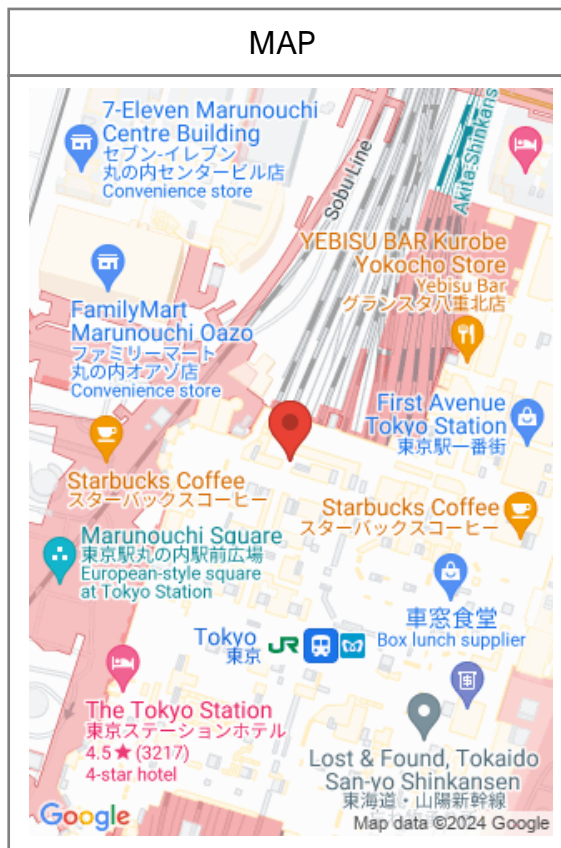 MAP
7-Eleven Marunouchi
Centre Building
セブン-イレブン
丸の内センタービル店
Convenience store
Sobu Line
Akita-Shinkans
YEBISU BAR Kurobe
Yokocho Store
Yebisu Bar
グランスタ八重北店
FamilyMart
Marunouchi Oazo
ファミリーマート
丸の内オアゾ店
Convenience store
First Avenue
Tokyo Station
東京駅一番街
Starbucks Coffee
スターバックスコーヒー
Starbucks Coffee
スターバックスコーヒー
Marunouchi Square
東京駅丸の内駅前広場
European-style square
at Tokyo Station
車窓食堂
Box lunch supplier
Tokyo
東京
JR
The Tokyo Station
東京ステーションホテル
4.5★ (3217)
4-star hotel
Lost & Found, Tokaido
San-yo Shinkansen
東海道・山陽新幹線
Google
Map data ©2024 Google